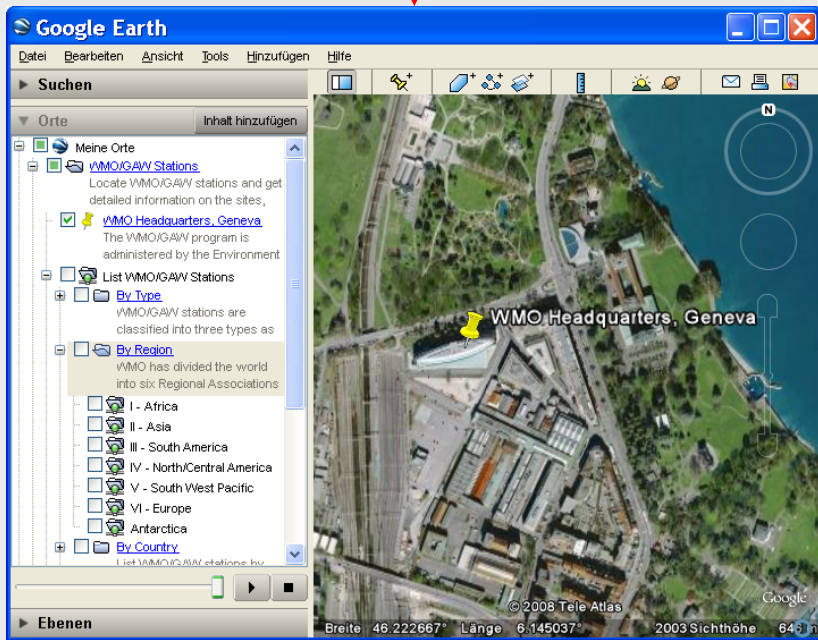 Google Earth
Datei Bearbeiten Ansicht Tools Hinzufügen Hilfe
Suchen
Orte
Inhalt hinzufügen
Meine Orte
WMO/GAW Stations
Locate WMO/GAW stations and get
detailed information on the sites,
WMO Headquarters, Geneva
The WMO/GAW program is
administered by the Environment
List WMO/GAW Stations
By Type
WMO/GAW stations are
classified into three types as
By Region
WMO has divided the world
into six Regional Associations
I - Africa
II - Asia
III - South America
IV - North/Central America
V - South West Pacific
VI - Europe
Antarctica
By Country
List WMO/GAW stations by
Ebenen
N
WMO Headquarters, Geneva
Google
© 2008 Tele Atlas
Breite 46.222667° Länge 6.145037° 2003 Sichthöhe